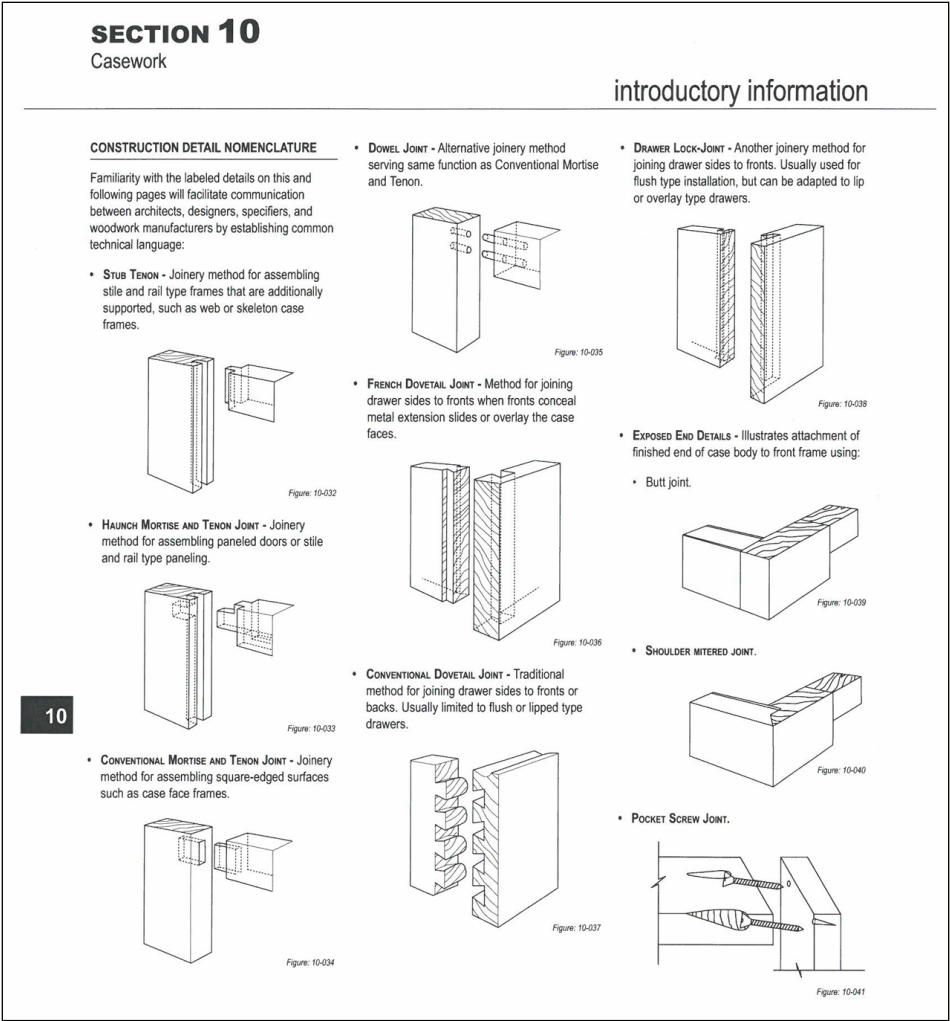 SECTION 10
Casework
introductory information
CONSTRUCTION DETAIL NOMENCLATURE
Familiarity with the labeled details on this and
following pages will facilitate communication
between architects, designers, specifiers, and
woodwork manufacturers by establishing common
technical language:
• STUB TENON - Joinery method for assembling
stile and rail type frames that are additionally
supported, such as web or skeleton case
frames.
Figure: 10-032
• HAUNCH MORTISE AND TENON JOINT - Joinery
method for assembling paneled doors or stile
and rail type paneling.
Figure: 10-033
• CONVENTIONAL MORTISE AND TENON JOINT - Joinery
method for assembling square-edged surfaces
such as case face frames.
Figure: 10-034
• DOWEL JOINT - Alternative joinery method
serving same function as Conventional Mortise
and Tenon.
Figure: 10-035
• FRENCH DOVETAIL JOINT - Method for joining
drawer sides to fronts when fronts conceal
metal extension slides or overlay the case
faces.
Figure: 10-036
• CONVENTIONAL DOVETAIL JOINT - Traditional
method for joining drawer sides to fronts or
backs. Usually limited to flush or lipped type
drawers.
Figure: 10-037
• DRAWER LOCK-JOINT - Another joinery method for
joining drawer sides to fronts. Usually used for
flush type installation, but can be adapted to lip
or overlay type drawers.
Figure: 10-038
• EXPOSED END DETAILS - Illustrates attachment of
finished end of case body to front frame using:
• Butt joint.
Figure: 10-039
• SHOULDER MITERED JOINT.
Figure: 10-040
• POCKET SCREW JOINT.
Figure: 10-041
10